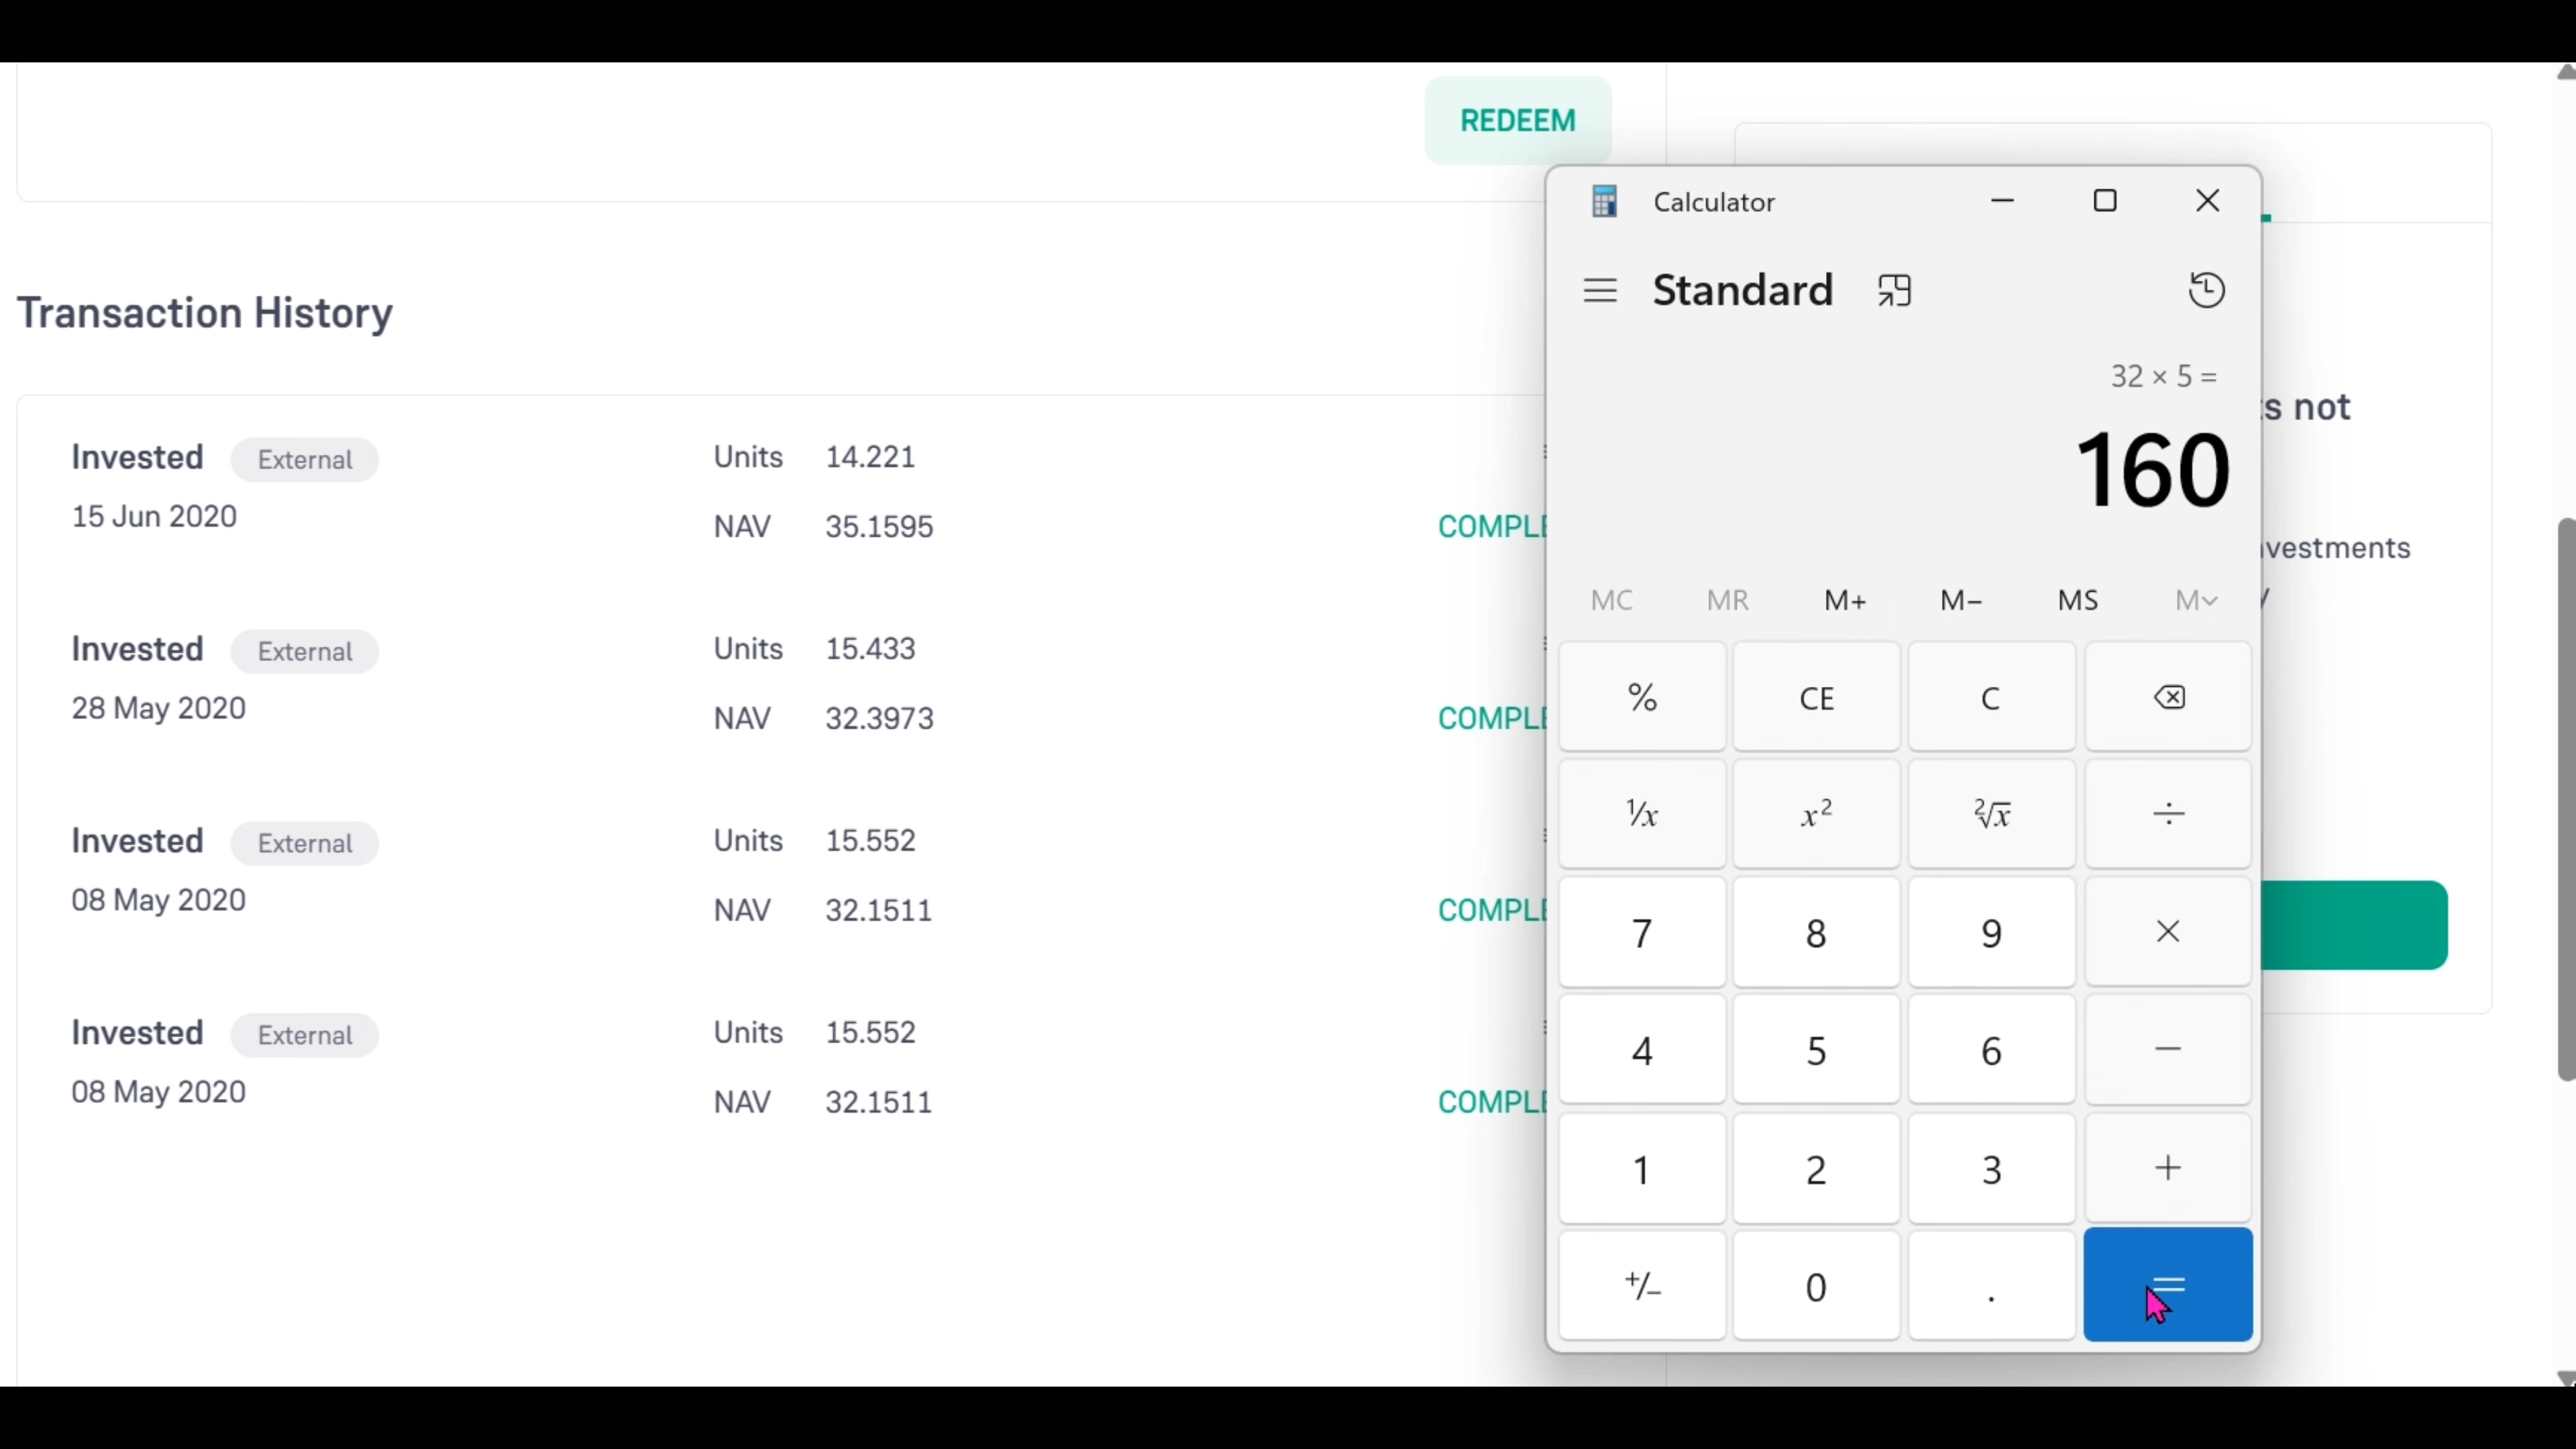 REDEEM
Transaction History
Invested External
15 Jun 2020
Units 14.221
NAV 35.1595
Invested External
28 May 2020
Units 15.433
NAV 32.3973
Invested External
08 May 2020
Units 15.552
NAV 32.1511
Invested External
08 May 2020
Units 15.552
NAV 32.1511
Calculator
Standard
32 × 5 =
160
MC MR M+ M− MS M
% CE C
1/x x² ²√x ÷
7 8 9 ×
4 5 6 −
1 2 3 +
+/− 0 . =
not